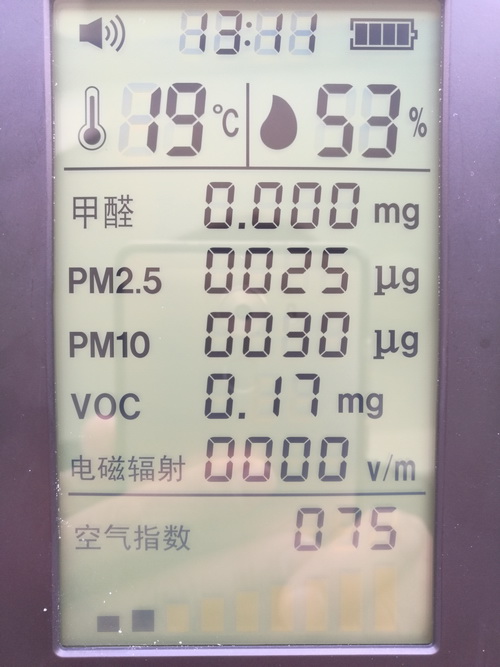 13:11
19 ℃ 53 %
甲醛 0.000 mg
PM2.5 0025 μg
PM10 0030 μg
VOC 0.17 mg
电磁辐射 0000 v/m
空气指数 075